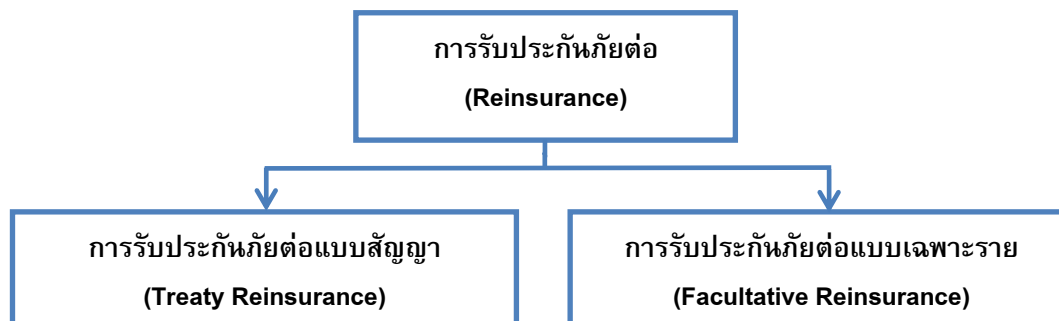 การรับประกันภัยต่อ
(Reinsurance)
การรับประกันภัยต่อแบบสัญญา
(Treaty Reinsurance)
การรับประกันภัยต่อแบบเฉพาะราย
(Facultative Reinsurance)